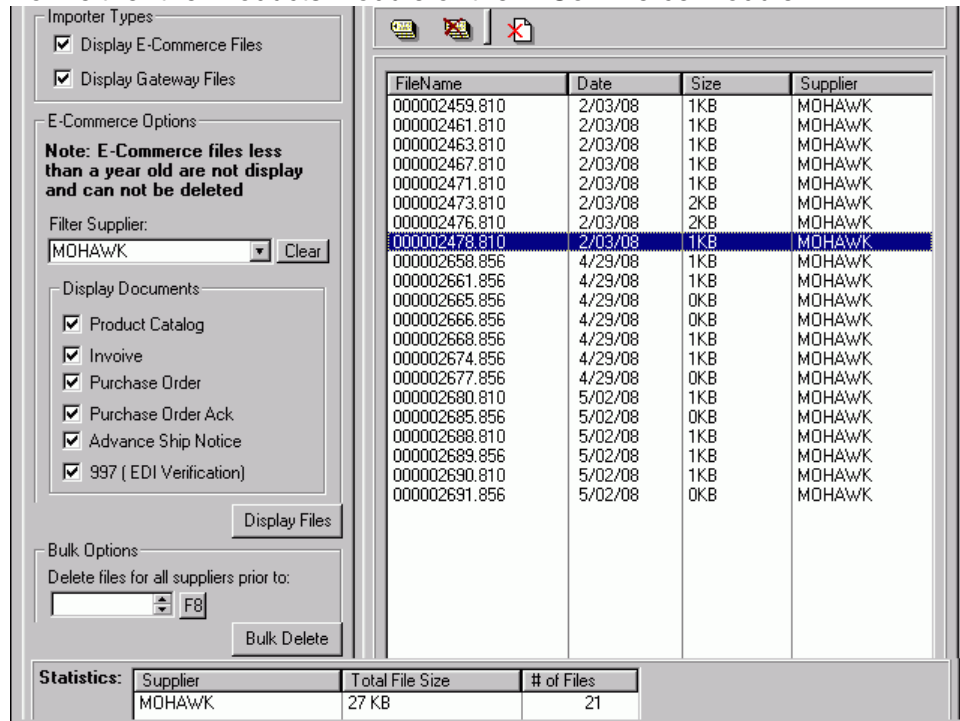 Importer Types
Display E-Commerce Files
Display Gateway Files
E-Commerce Options
Note: E-Commerce files less
than a year old are not display
and can not be deleted
Filter Supplier:
MOHAWK Clear
Display Documents
Product Catalog
Invoive
Purchase Order
Purchase Order Ack
Advance Ship Notice
997 ( EDI Verification)
Display Files
Bulk Options
Delete files for all suppliers prior to:
F8
Bulk Delete
FileName Date Size Supplier
000002459.810 2/03/08 1KB MOHAWK
000002461.810 2/03/08 1KB MOHAWK
000002463.810 2/03/08 1KB MOHAWK
000002467.810 2/03/08 1KB MOHAWK
000002471.810 2/03/08 1KB MOHAWK
000002473.810 2/03/08 2KB MOHAWK
000002476.810 2/03/08 2KB MOHAWK
000002478.810 2/03/08 1KB MOHAWK
000002658.856 4/29/08 1KB MOHAWK
000002661.856 4/29/08 1KB MOHAWK
000002665.856 4/29/08 0KB MOHAWK
000002666.856 4/29/08 0KB MOHAWK
000002668.856 4/29/08 1KB MOHAWK
000002674.856 4/29/08 1KB MOHAWK
000002677.856 4/29/08 0KB MOHAWK
000002680.810 5/02/08 1KB MOHAWK
000002685.856 5/02/08 0KB MOHAWK
000002688.810 5/02/08 1KB MOHAWK
000002689.856 5/02/08 1KB MOHAWK
000002690.810 5/02/08 1KB MOHAWK
000002691.856 5/02/08 0KB MOHAWK
Statistics: Supplier Total File Size # of Files
MOHAWK 27 KB 21